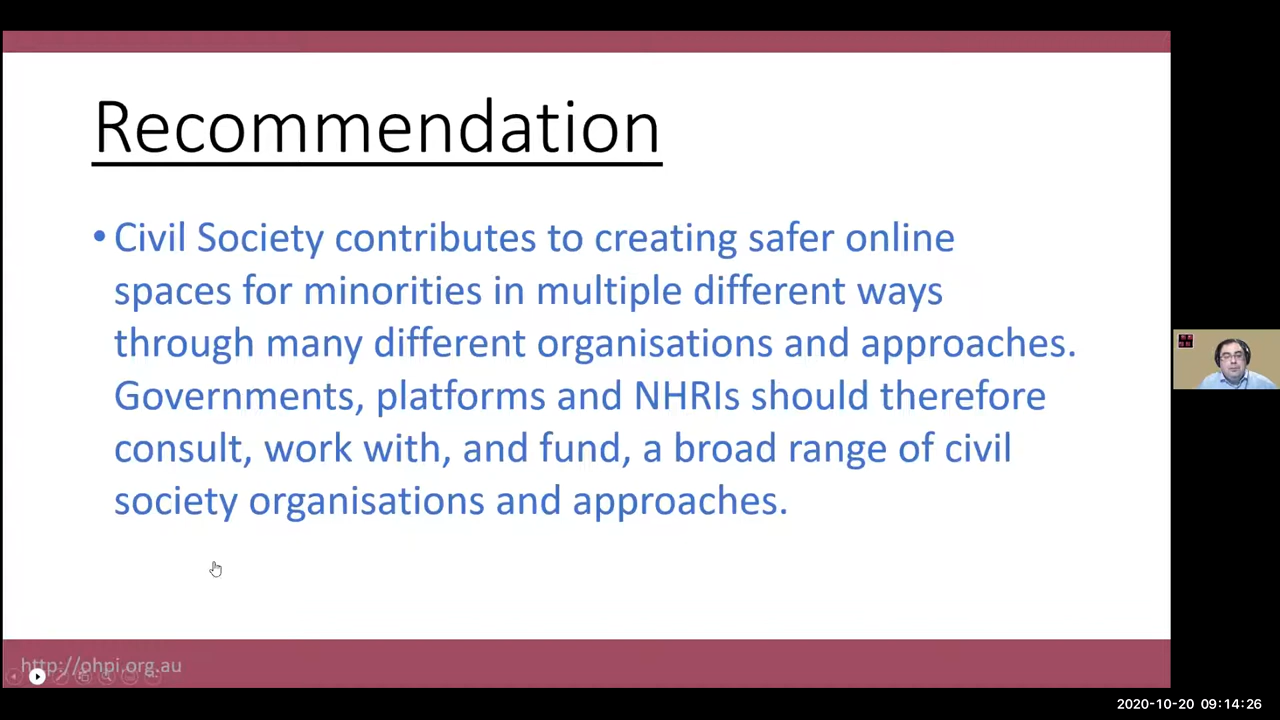 Recommendation
• Civil Society contributes to creating safer online
spaces for minorities in multiple different ways
through many different organisations and approaches.
Governments, platforms and NHRIs should therefore
consult, work with, and fund, a broad range of civil
society organisations and approaches.
http://ohpi.org.au
2020-10-20 09:14:26